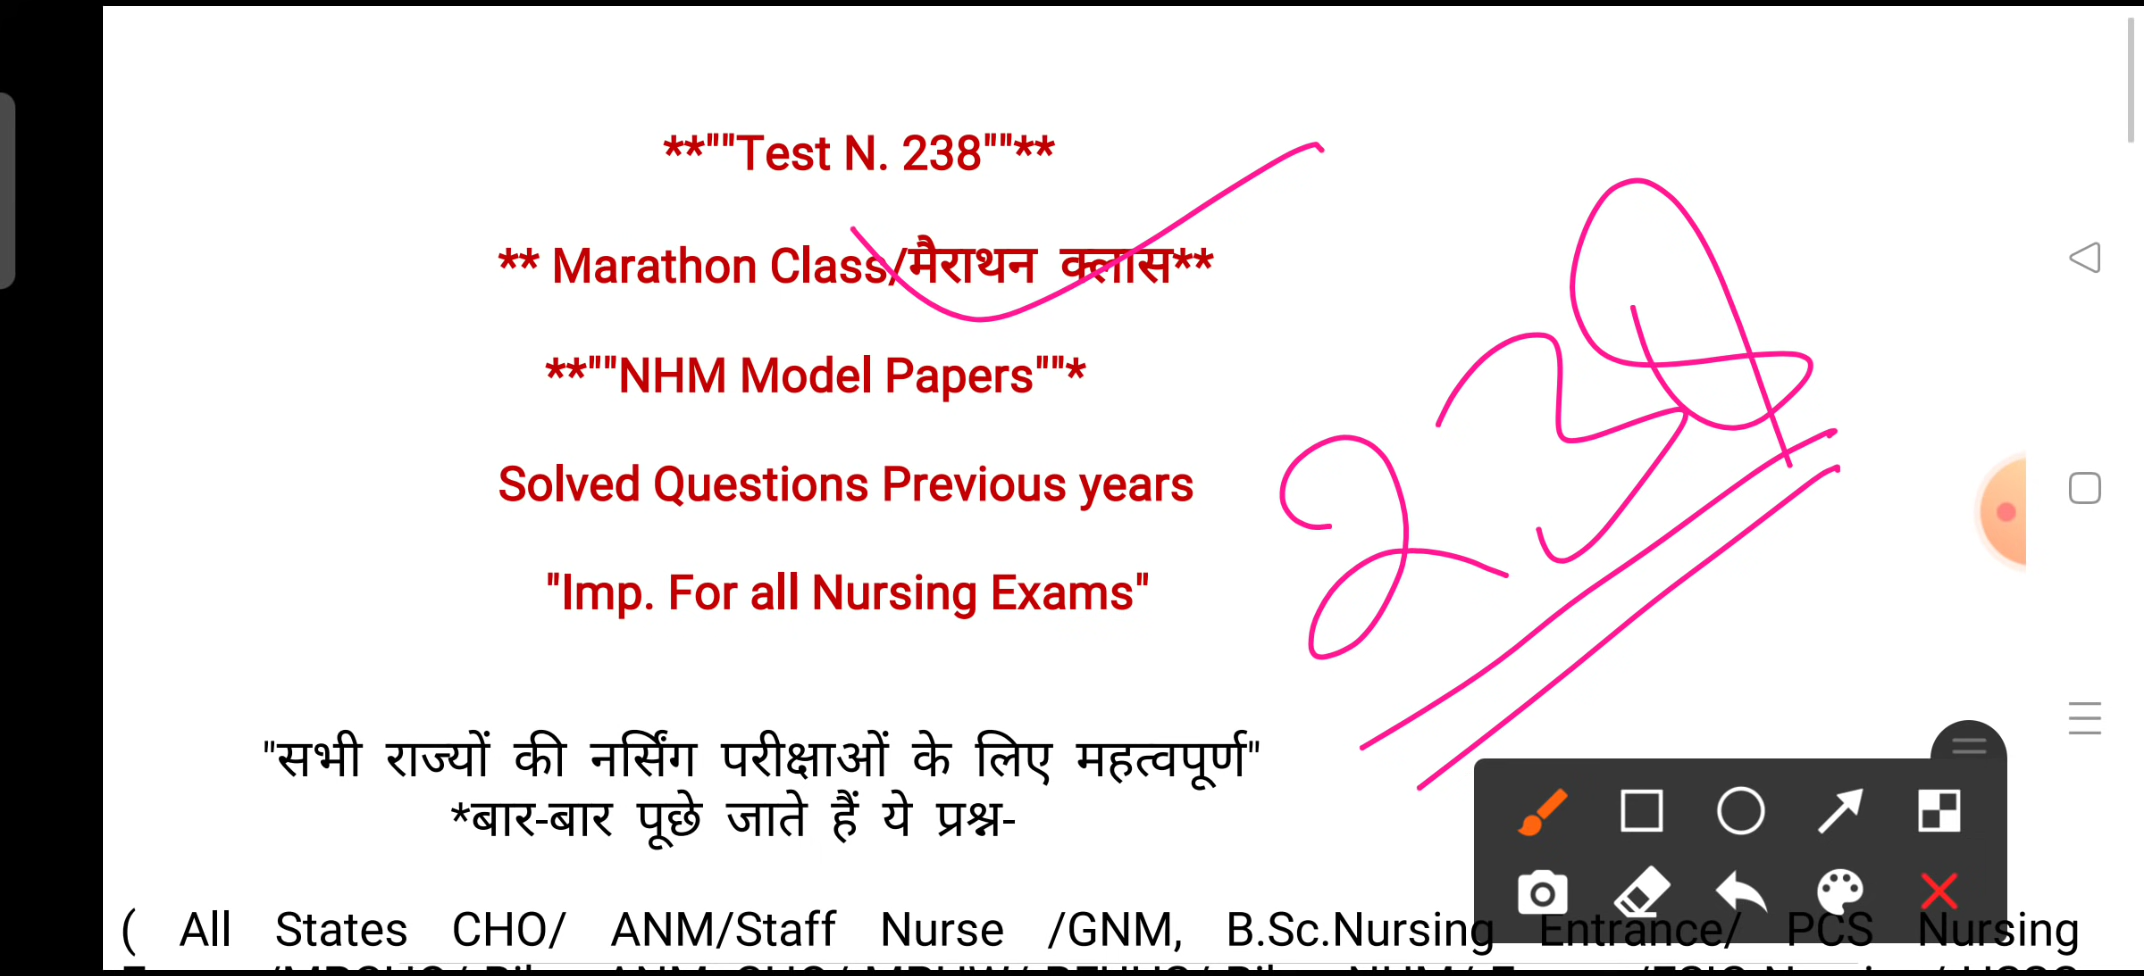 **""Test N. 238""**
** Marathon Class/मैराथन क्लास**
**""NHM Model Papers""*
238
Solved Questions Previous years
"Imp. For all Nursing Exams"
"सभी राज्यों की नर्सिंग परीक्षाओं के लिए महत्वपूर्ण"
*बार-बार पूछे जाते हैं ये प्रश्न-
( All States CHO/ ANM/Staff Nurse /GNM, B.Sc.Nursing Entrance/ PCS Nursing